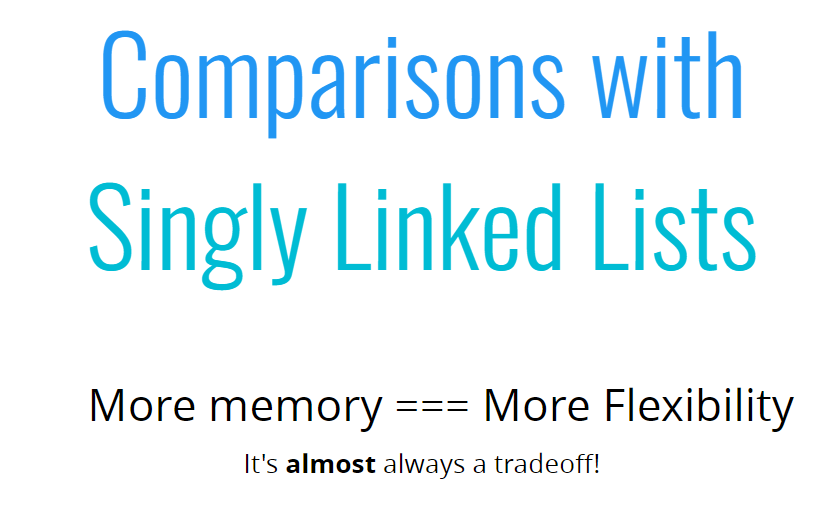 Comparisons with
Singly Linked Lists
More memory === More Flexibility
It's almost always a tradeoff!